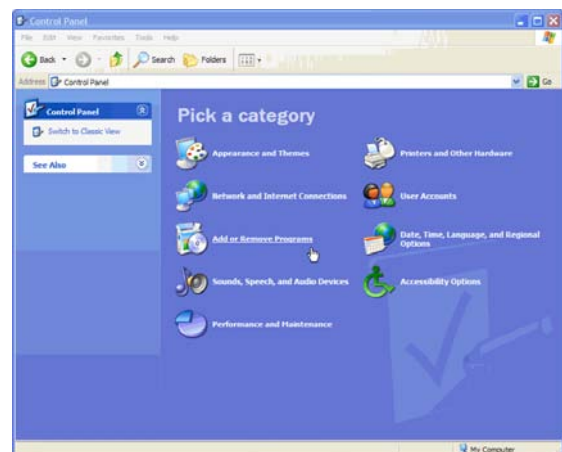 Control Panel
File Edit View Favorites Tools Help
Back Search Folders
Address Control Panel Go
Control Panel
Switch to Classic View
See Also
Pick a category
Appearance and Themes
Printers and Other Hardware
Network and Internet Connections
User Accounts
Add or Remove Programs
Date, Time, Language, and Regional
Options
Sounds, Speech, and Audio Devices
Accessibility Options
Performance and Maintenance
My Computer